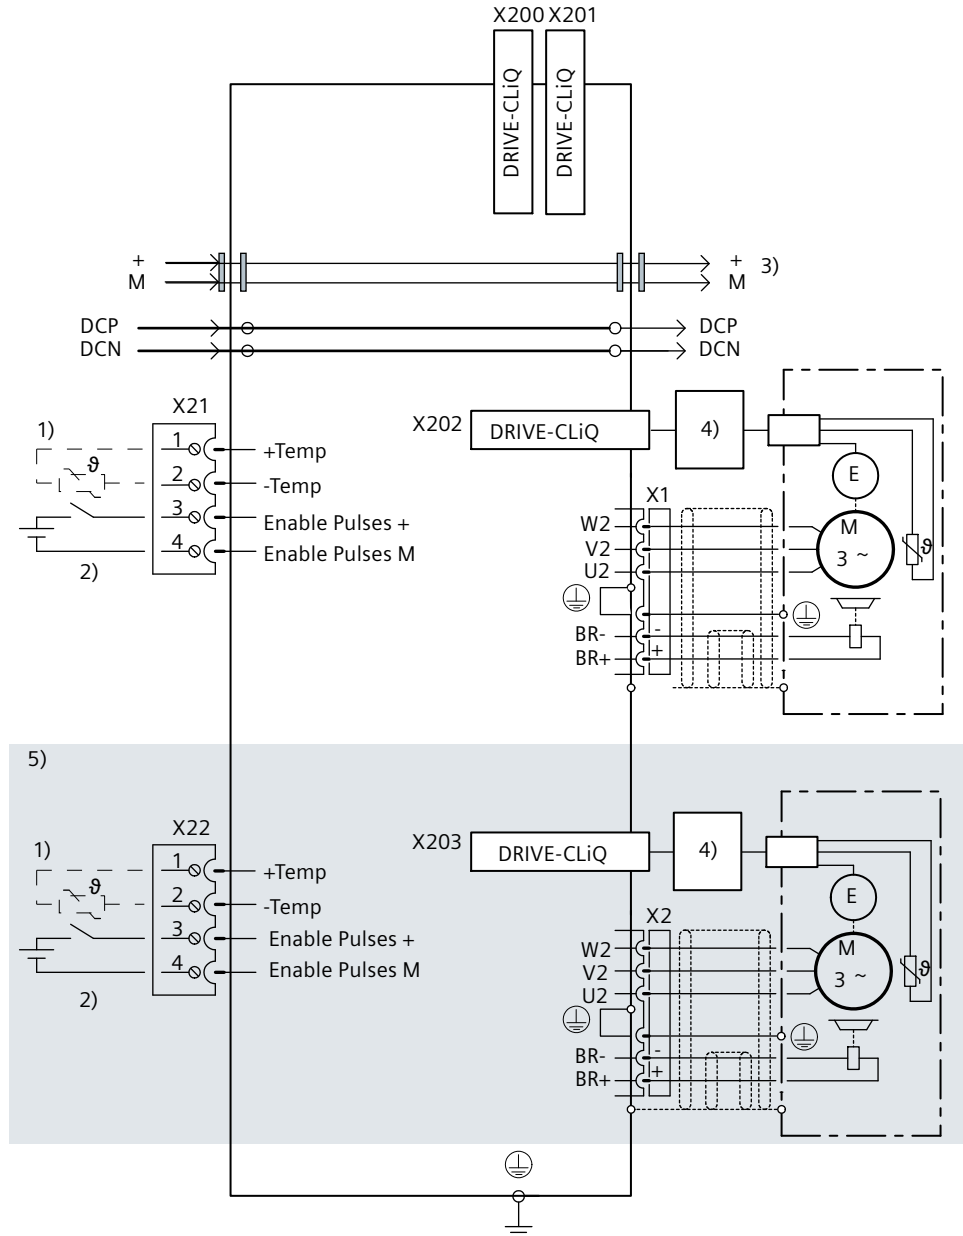 X200 X201
DRIVE-CLiQ
DRIVE-CLiQ
+ + 3)
M M
DCP DCP
DCN DCN
X21
1)
1 +Temp
ϑ
2 -Temp
3 Enable Pulses +
4 Enable Pulses M
2)
X202 DRIVE-CLiQ 4)
E
X1
W2
V2
U2
M
3 ~
ϑ
BR- -
BR+ +
5)
X22
1)
1 +Temp
ϑ
2 -Temp
3 Enable Pulses +
4 Enable Pulses M
2)
X203 DRIVE-CLiQ 4)
E
X2
W2
V2
U2
M
3 ~
ϑ
BR- -
BR+ +